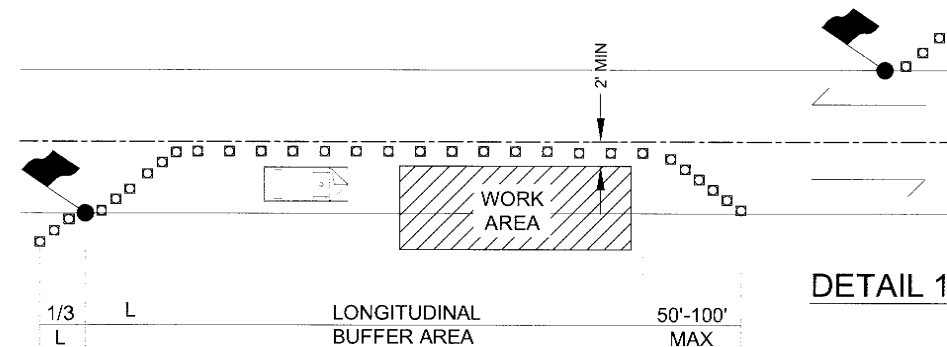 2' MIN
WORK
AREA
DETAIL 1
1/3
L
L
LONGITUDINAL
BUFFER AREA
50'-100'
MAX